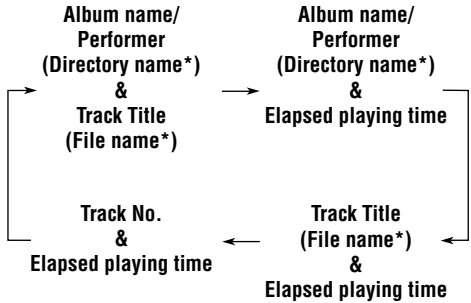 Album name/
Performer
(Directory name*)
&
Track Title
(File name*)
Album name/
Performer
(Directory name*)
&
Elapsed playing time
Track Title
(File name*)
&
Elapsed playing time
Track No.
&
Elapsed playing time